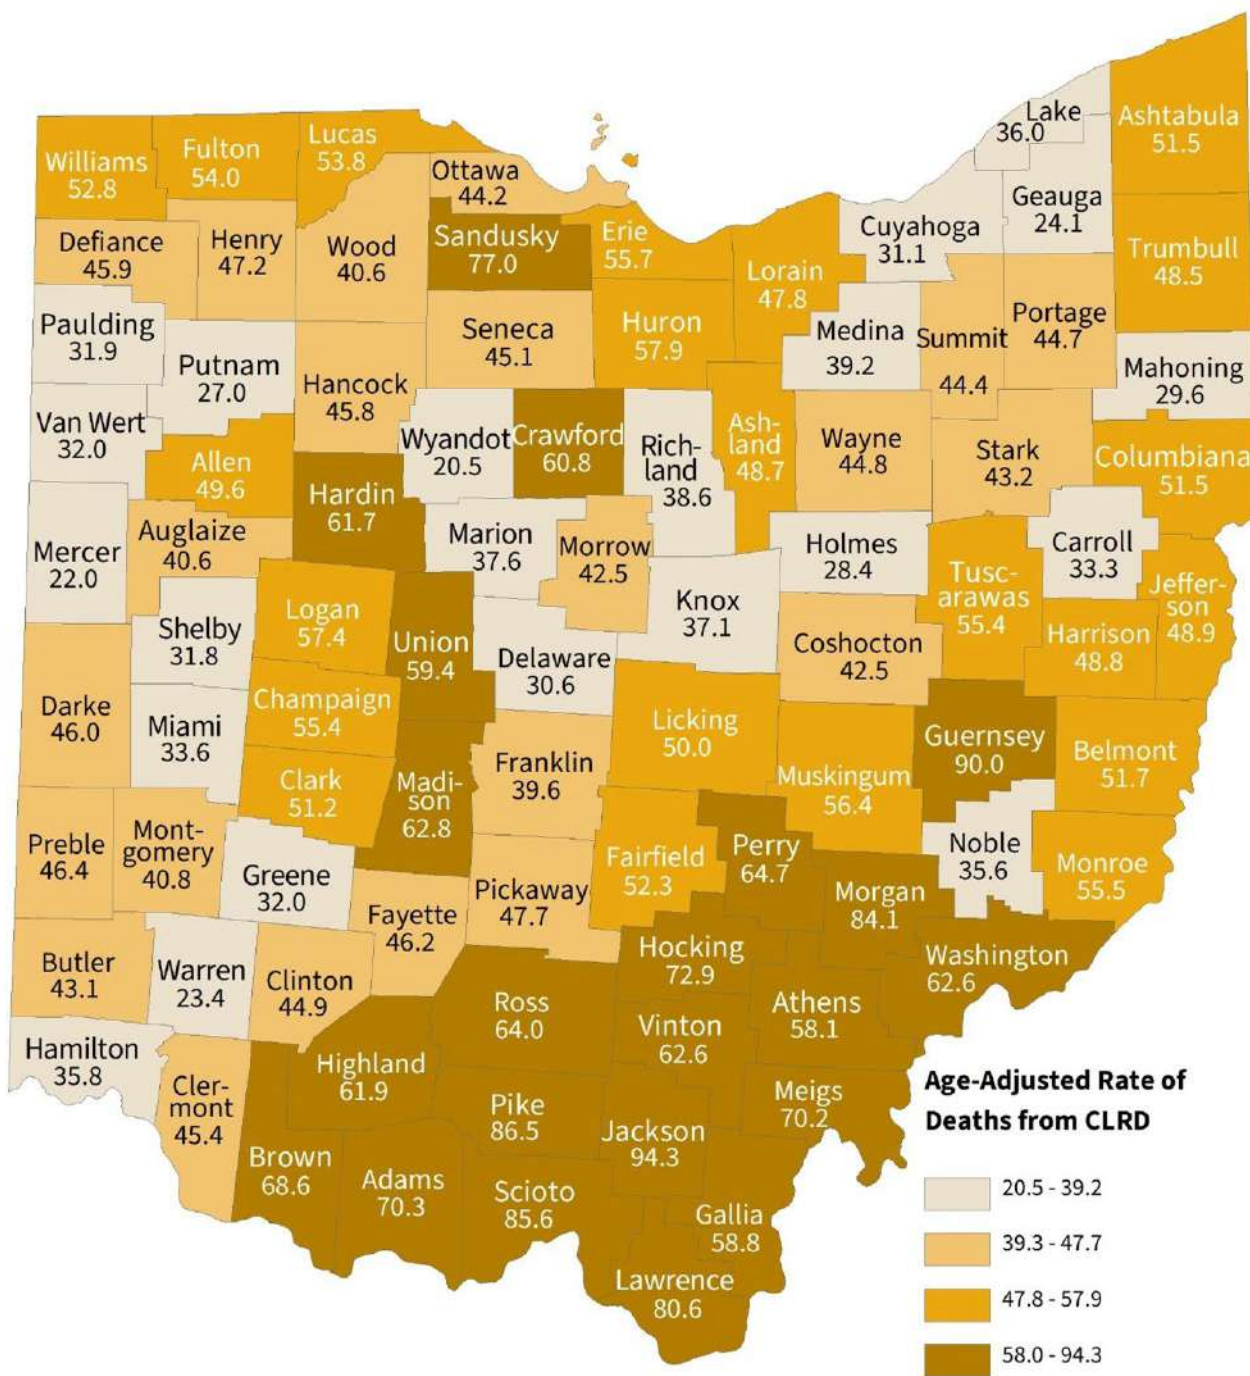 Lake
36.0
Ashtabula
51.5
Williams
52.8
Fulton
54.0
Lucas
53.8
Ottawa
44.2
Geauga
24.1
Cuyahoga
31.1
Defiance
45.9
Henry
47.2
Wood
40.6
Sandusky
77.0
Erie
55.7
Lorain
47.8
Trumbull
48.5
Paulding
31.9
Putnam
27.0
Seneca
45.1
Huron
57.9
Medina
39.2
Summit
44.4
Portage
44.7
Mahoning
29.6
Van Wert
32.0
Hancock
45.8
Allen
49.6
Wyandot
20.5
Crawford
60.8
Rich-
land
38.6
Ash-
land
48.7
Wayne
44.8
Stark
43.2
Columbiana
51.5
Hardin
61.7
Mercer
22.0
Auglaize
40.6
Marion
37.6
Morrow
42.5
Holmes
28.4
Carroll
33.3
Tusc-
arawas
55.4
Jeffer-
son
48.9
Knox
37.1
Shelby
31.8
Logan
57.4
Union
59.4
Delaware
30.6
Coshocton
42.5
Harrison
48.8
Darke
46.0
Miami
33.6
Champaign
55.4
Licking
50.0
Guernsey
90.0
Belmont
51.7
Clark
51.2
Madi-
son
62.8
Franklin
39.6
Muskingum
56.4
Preble
46.4
Mont-
gomery
40.8
Greene
32.0
Fayette
46.2
Pickaway
47.7
Fairfield
52.3
Perry
64.7
Morgan
84.1
Noble
35.6
Monroe
55.5
Butler
43.1
Warren
23.4
Clinton
44.9
Ross
64.0
Hocking
72.9
Athens
58.1
Washington
62.6
Hamilton
35.8
Cler-
mont
45.4
Highland
61.9
Pike
86.5
Vinton
62.6
Meigs
70.2
Brown
68.6
Adams
70.3
Scioto
85.6
Jackson
94.3
Gallia
58.8
Lawrence
80.6
Age-Adjusted Rate of
Deaths from CLRD
20.5 - 39.2
39.3 - 47.7
47.8 - 57.9
58.0 - 94.3